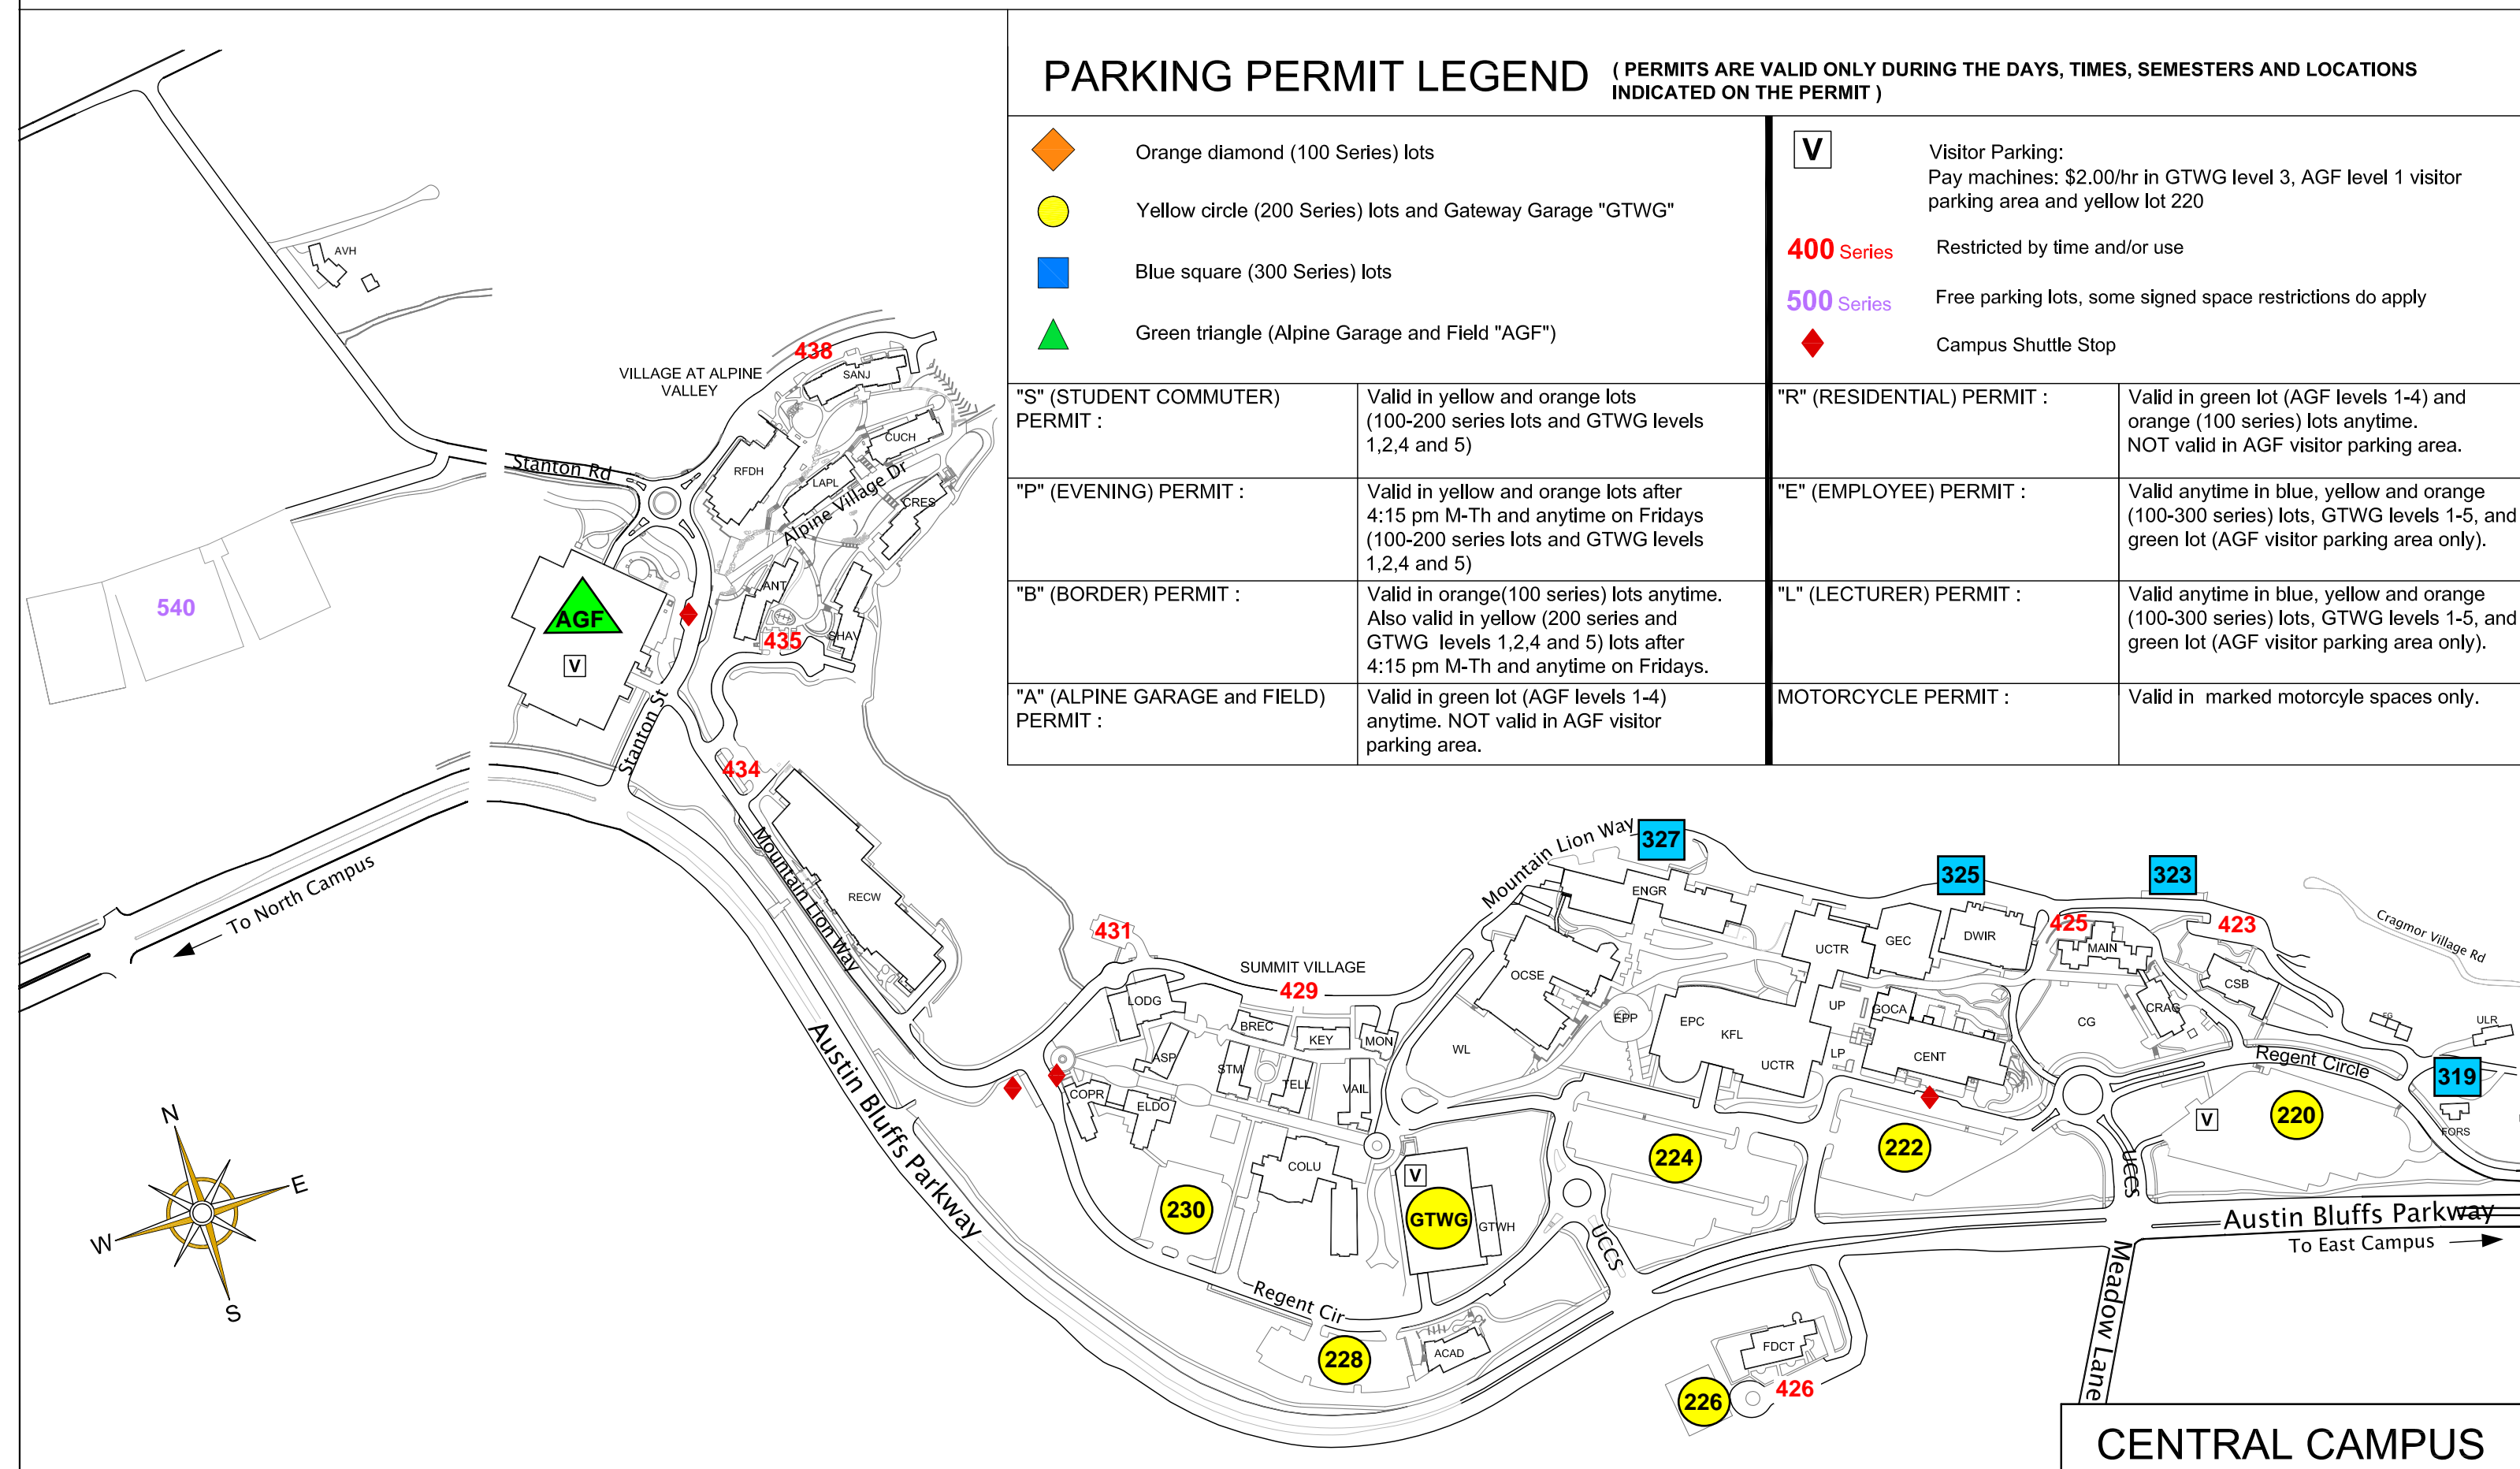 PARKING PERMIT LEGEND
( PERMITS ARE VALID ONLY DURING THE DAYS, TIMES, SEMESTERS AND LOCATIONS
INDICATED ON THE PERMIT )
Orange diamond (100 Series) lots
Yellow circle (200 Series) lots and Gateway Garage "GTWG"
Blue square (300 Series) lots
Green triangle (Alpine Garage and Field "AGF")
V
Visitor Parking:
Pay machines: $2.00/hr in GTWG level 3, AGF level 1 visitor
parking area and yellow lot 220
400 Series
Restricted by time and/or use
500 Series
Free parking lots, some signed space restrictions do apply
Campus Shuttle Stop
"S" (STUDENT COMMUTER)
PERMIT :
Valid in yellow and orange lots
(100-200 series lots and GTWG levels
1,2,4 and 5)
"R" (RESIDENTIAL) PERMIT :
Valid in green lot (AGF levels 1-4) and
orange (100 series) lots anytime.
NOT valid in AGF visitor parking area.
"P" (EVENING) PERMIT :
Valid in yellow and orange lots after
4:15 pm M-Th and anytime on Fridays
(100-200 series lots and GTWG levels
1,2,4 and 5)
"E" (EMPLOYEE) PERMIT :
Valid anytime in blue, yellow and orange
(100-300 series) lots, GTWG levels 1-5, and
green lot (AGF visitor parking area only).
"B" (BORDER) PERMIT :
Valid in orange(100 series) lots anytime.
Also valid in yellow (200 series and
GTWG levels 1,2,4 and 5) lots after
4:15 pm M-Th and anytime on Fridays.
"L" (LECTURER) PERMIT :
Valid anytime in blue, yellow and orange
(100-300 series) lots, GTWG levels 1-5, and
green lot (AGF visitor parking area only).
"A" (ALPINE GARAGE and FIELD)
PERMIT :
Valid in green lot (AGF levels 1-4)
anytime. NOT valid in AGF visitor
parking area.
MOTORCYCLE PERMIT :
Valid in marked motorcyle spaces only.
AVH
438
VILLAGE AT ALPINE
VALLEY
SANJ
CUCH
RFDH
LAPL
Alpine Village Dr
CRES
Stanton Rd
540
AGF
V
ANT
435
SHAV
Stanton St
434
Mountain Lion Way
RECW
To North Campus
Austin Bluffs Parkway
431
SUMMIT VILLAGE
429
LODG
BREC
KEY
MON
ASP
STM
TELL
VAIL
COPR
ELDO
COLU
230
V
GTWG
GTWH
Regent Cir
228
ACAD
UCCS
Mountain Lion Way
327
ENGR
OCSE
WL
EPP
EPC
KFL
UCTR
UCTR
UP
LP
GEC
GOCA
CENT
325
DWIR
323
425
MAIN
423
CSB
CRAG
CG
Cragmor Village Rd
EG
ULR
Regent Circle
319
FORS
220
V
222
224
UCCS
Austin Bluffs Parkway
To East Campus
Meadow Lane
FDCT
426
226
N
E
W
S
CENTRAL CAMPUS